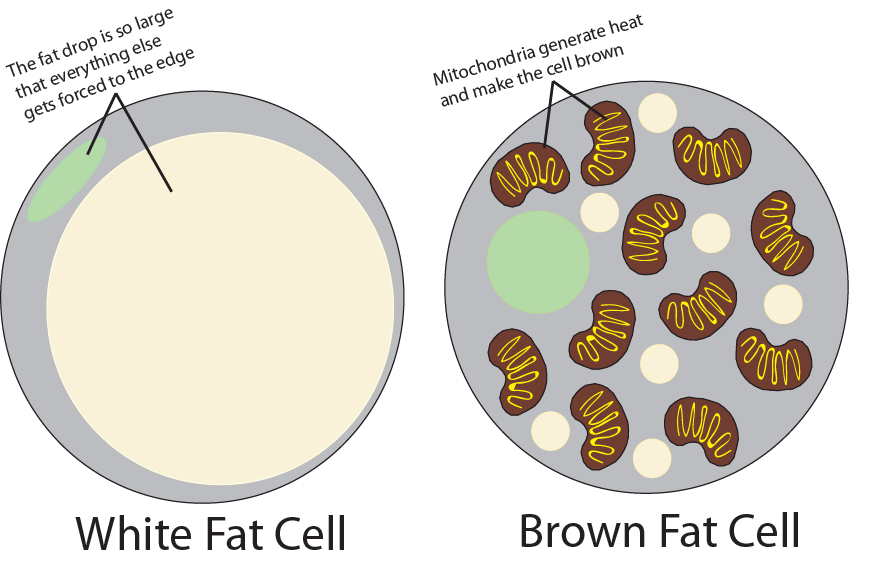 The fat drop is so large
that everything else
gets forced to the edge
Mitochondria generate heat
and make the cell brown
White Fat Cell
Brown Fat Cell